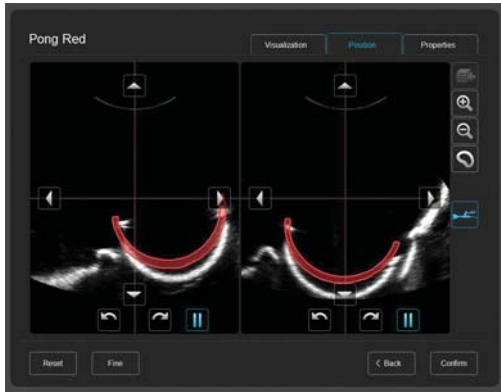 Pong Red
Visualization
Position
Properties
Reset
Fine
< Back
Confirm